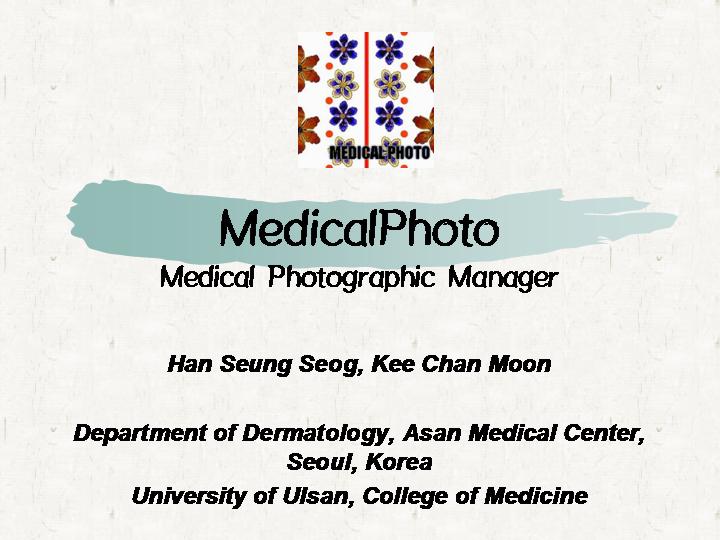 MEDICAL PHOTO
MedicalPhoto
Medical Photographic Manager
Han Seung Seog, Kee Chan Moon
Department of Dermatology, Asan Medical Center,
Seoul, Korea
University of Ulsan, College of Medicine